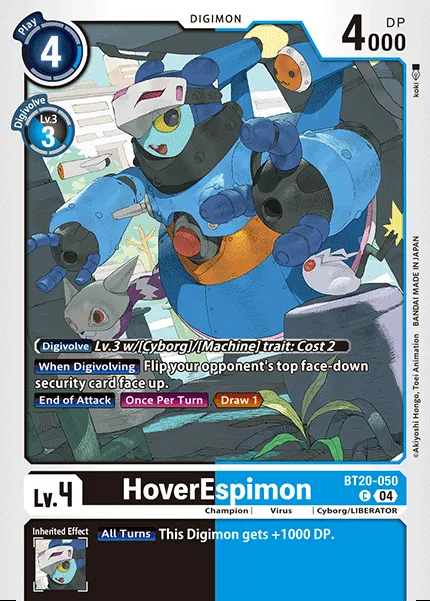 Play
4
DIGIMON
4000
DP
Digivolve
Lv.3
3
koki
BANDAI MADE IN JAPAN
©Akiyoshi Hongo, Toei Animation
Digivolve Lv.3 w/[Cyborg]/[Machine] trait: Cost 2
When Digivolving Flip your opponent's top face-down
security card face up.
End of Attack Once Per Turn Draw 1
Lv.4
HoverEspimon
BT20-050
C 04
Champion | Virus | Cyborg/LIBERATOR
Inherited Effect
All Turns This Digimon gets +1000 DP.